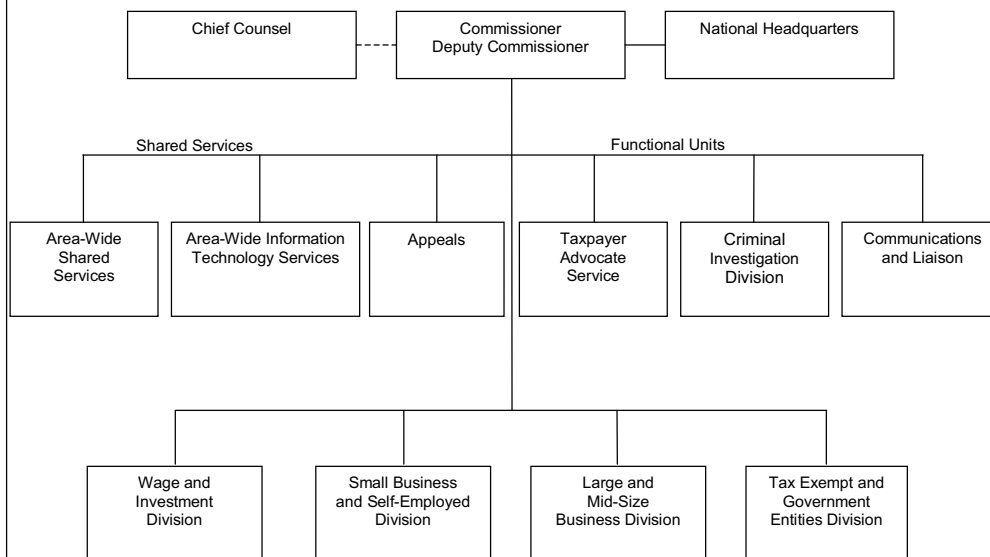 Chief Counsel
Commissioner
Deputy Commissioner
National Headquarters
Shared Services
Functional Units
Area-Wide
Shared
Services
Area-Wide Information
Technology Services
Appeals
Taxpayer
Advocate
Service
Criminal
Investigation
Division
Communications
and Liaison
Wage and
Investment
Division
Small Business
and Self-Employed
Division
Large and
Mid-Size
Business Division
Tax Exempt and
Government
Entities Division